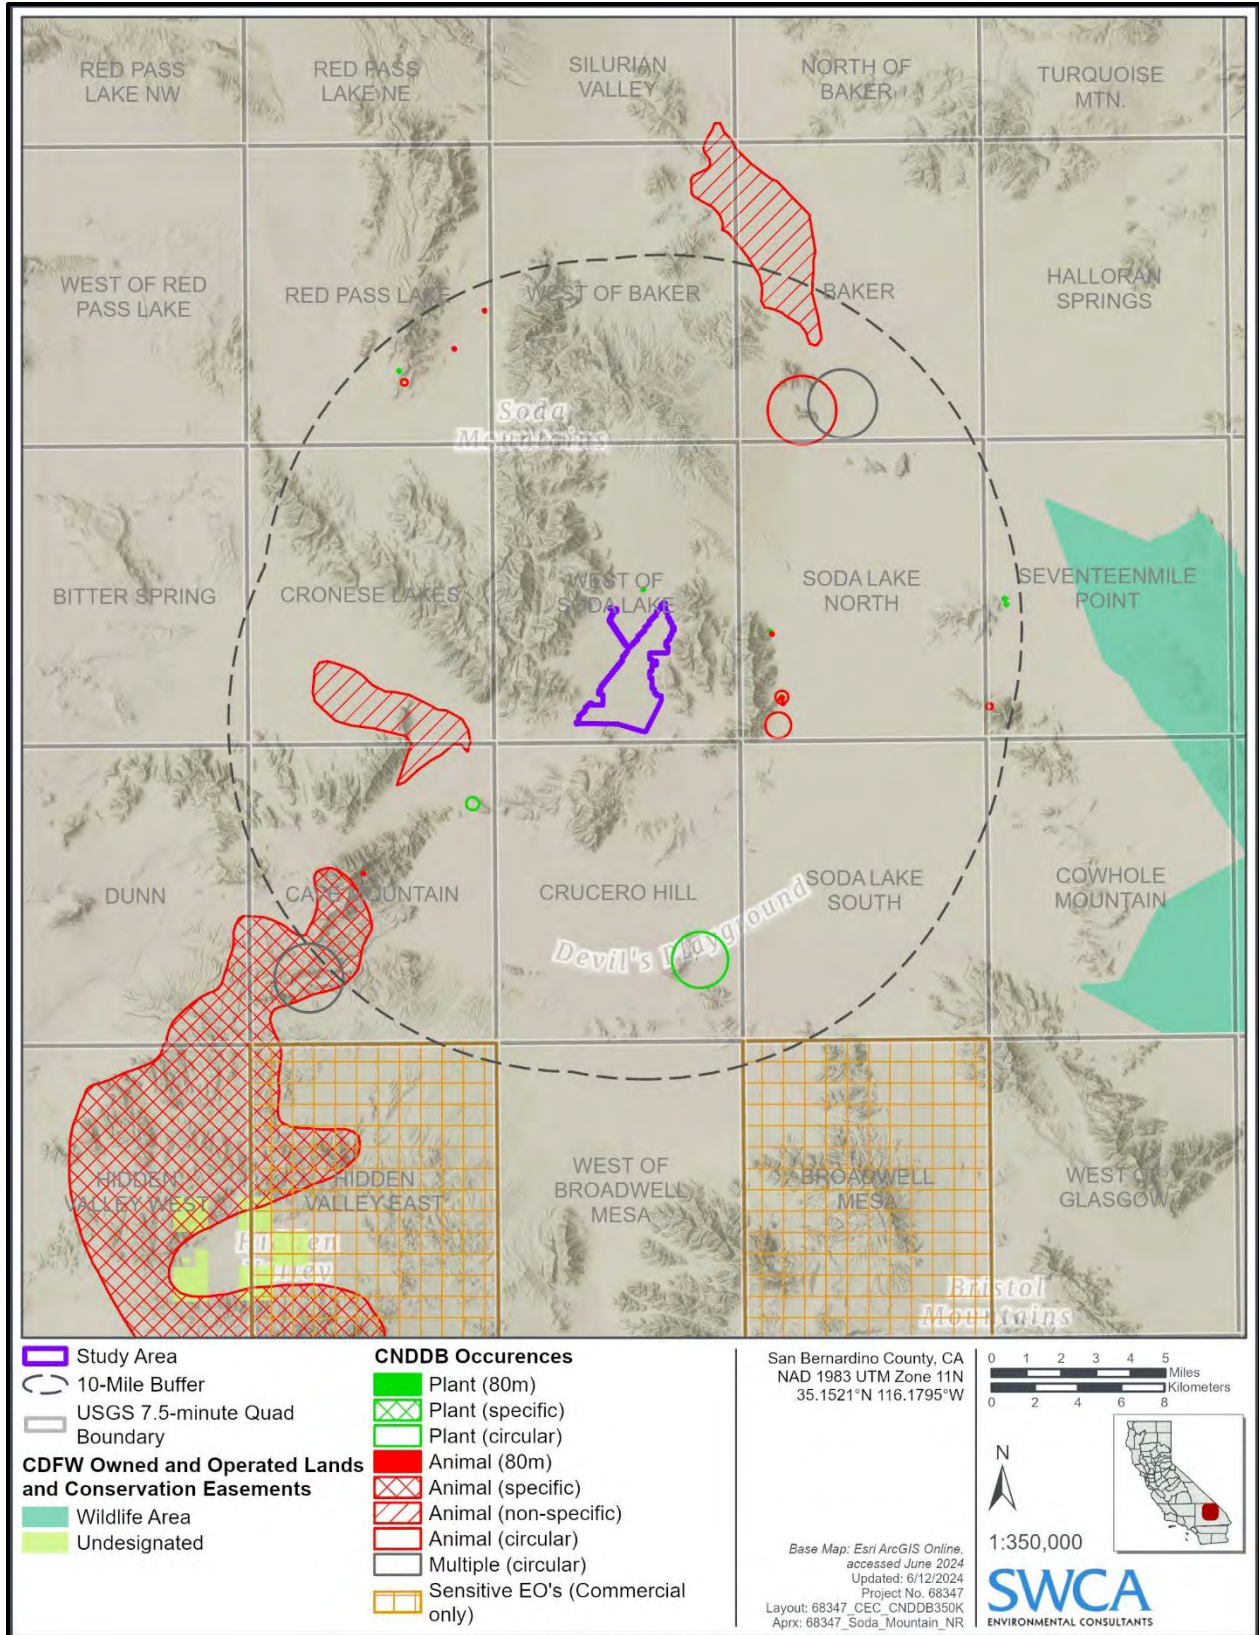 RED PASS
LAKE NW
RED PASS
LAKE NE
SILURIAN
VALLEY
NORTH OF
BAKER
TURQUOISE
MTN.
WEST OF RED
PASS LAKE
RED PASS LAKE
WEST OF BAKER
BAKER
HALLORAN
SPRINGS
Soda
Mountains
BITTER SPRING
CRONESE LAKES
WEST OF
SODA LAKE
SODA LAKE
NORTH
SEVENTEENMILE
POINT
DUNN
CAVE MOUNTAIN
CRUCERO HILL
SODA LAKE
SOUTH
COWHOLE
MOUNTAIN
Devil's Playground
HIDDEN
VALLEY WEST
HIDDEN
VALLEY EAST
Hidden
Valley
WEST OF
BROADWELL
MESA
BROADWELL
MESA
WEST OF
GLASGOW
Bristol
Mountains
Study Area
10-Mile Buffer
USGS 7.5-minute Quad
Boundary
CDFW Owned and Operated Lands
and Conservation Easements
Wildlife Area
Undesignated
CNDDB Occurences
Plant (80m)
Plant (specific)
Plant (circular)
Animal (80m)
Animal (specific)
Animal (non-specific)
Animal (circular)
Multiple (circular)
Sensitive EO's (Commercial
only)
San Bernardino County, CA
NAD 1983 UTM Zone 11N
35.1521°N 116.1795°W
Base Map: Esri ArcGIS Online,
accessed June 2024
Updated: 6/12/2024
Project No. 68347
Layout: 68347_CEC_CNDDB350K
Aprx: 68347_Soda_Mountain_NR
0 1 2 3 4 5
Miles
Kilometers
0 2 4 6 8
N
1:350,000
SWCA
ENVIRONMENTAL CONSULTANTS